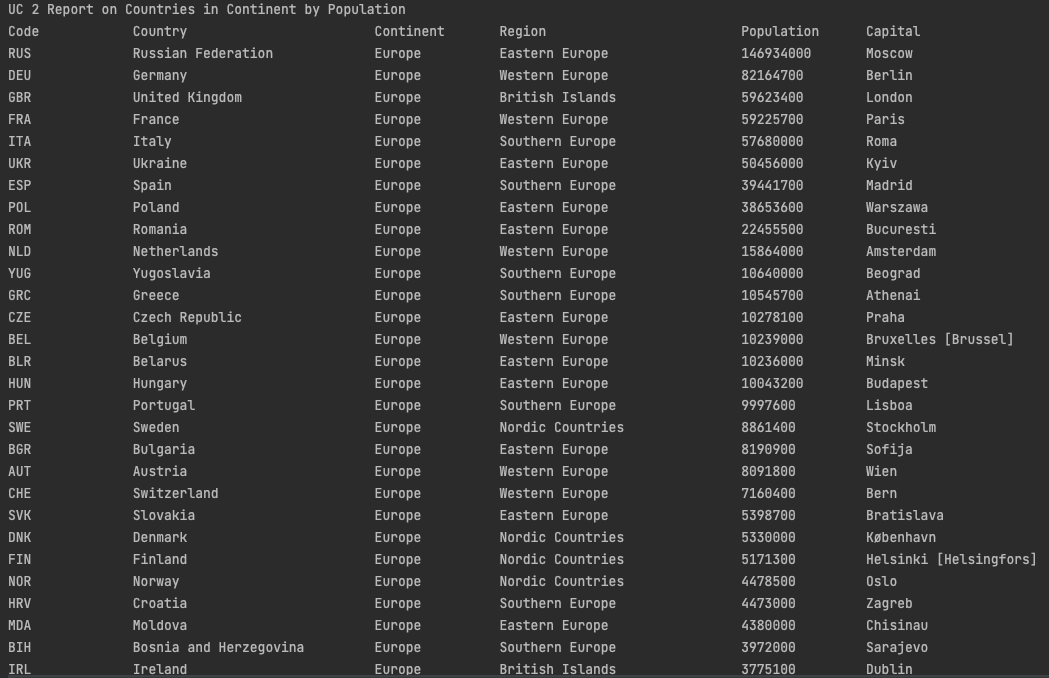 UC 2 Report on Countries in Continent by Population
Code Country Continent Region Population Capital
RUS Russian Federation Europe Eastern Europe 146934000 Moscow
DEU Germany Europe Western Europe 82164700 Berlin
GBR United Kingdom Europe British Islands 59623400 London
FRA France Europe Western Europe 59225700 Paris
ITA Italy Europe Southern Europe 57680000 Roma
UKR Ukraine Europe Eastern Europe 50456000 Kyiv
ESP Spain Europe Southern Europe 39441700 Madrid
POL Poland Europe Eastern Europe 38653600 Warszawa
ROM Romania Europe Eastern Europe 22455500 Bucuresti
NLD Netherlands Europe Western Europe 15864000 Amsterdam
YUG Yugoslavia Europe Southern Europe 10640000 Beograd
GRC Greece Europe Southern Europe 10545700 Athenai
CZE Czech Republic Europe Eastern Europe 10278100 Praha
BEL Belgium Europe Western Europe 10239000 Bruxelles [Brussel]
BLR Belarus Europe Eastern Europe 10236000 Minsk
HUN Hungary Europe Eastern Europe 10043200 Budapest
PRT Portugal Europe Southern Europe 9997600 Lisboa
SWE Sweden Europe Nordic Countries 8861400 Stockholm
BGR Bulgaria Europe Eastern Europe 8190900 Sofija
AUT Austria Europe Western Europe 8091800 Wien
CHE Switzerland Europe Western Europe 7160400 Bern
SVK Slovakia Europe Eastern Europe 5398700 Bratislava
DNK Denmark Europe Nordic Countries 5330000 København
FIN Finland Europe Nordic Countries 5171300 Helsinki [Helsingfors]
NOR Norway Europe Nordic Countries 4478500 Oslo
HRV Croatia Europe Southern Europe 4473000 Zagreb
MDA Moldova Europe Eastern Europe 4380000 Chisinau
BIH Bosnia and Herzegovina Europe Southern Europe 3972000 Sarajevo
IRL Ireland Europe British Islands 3775100 Dublin